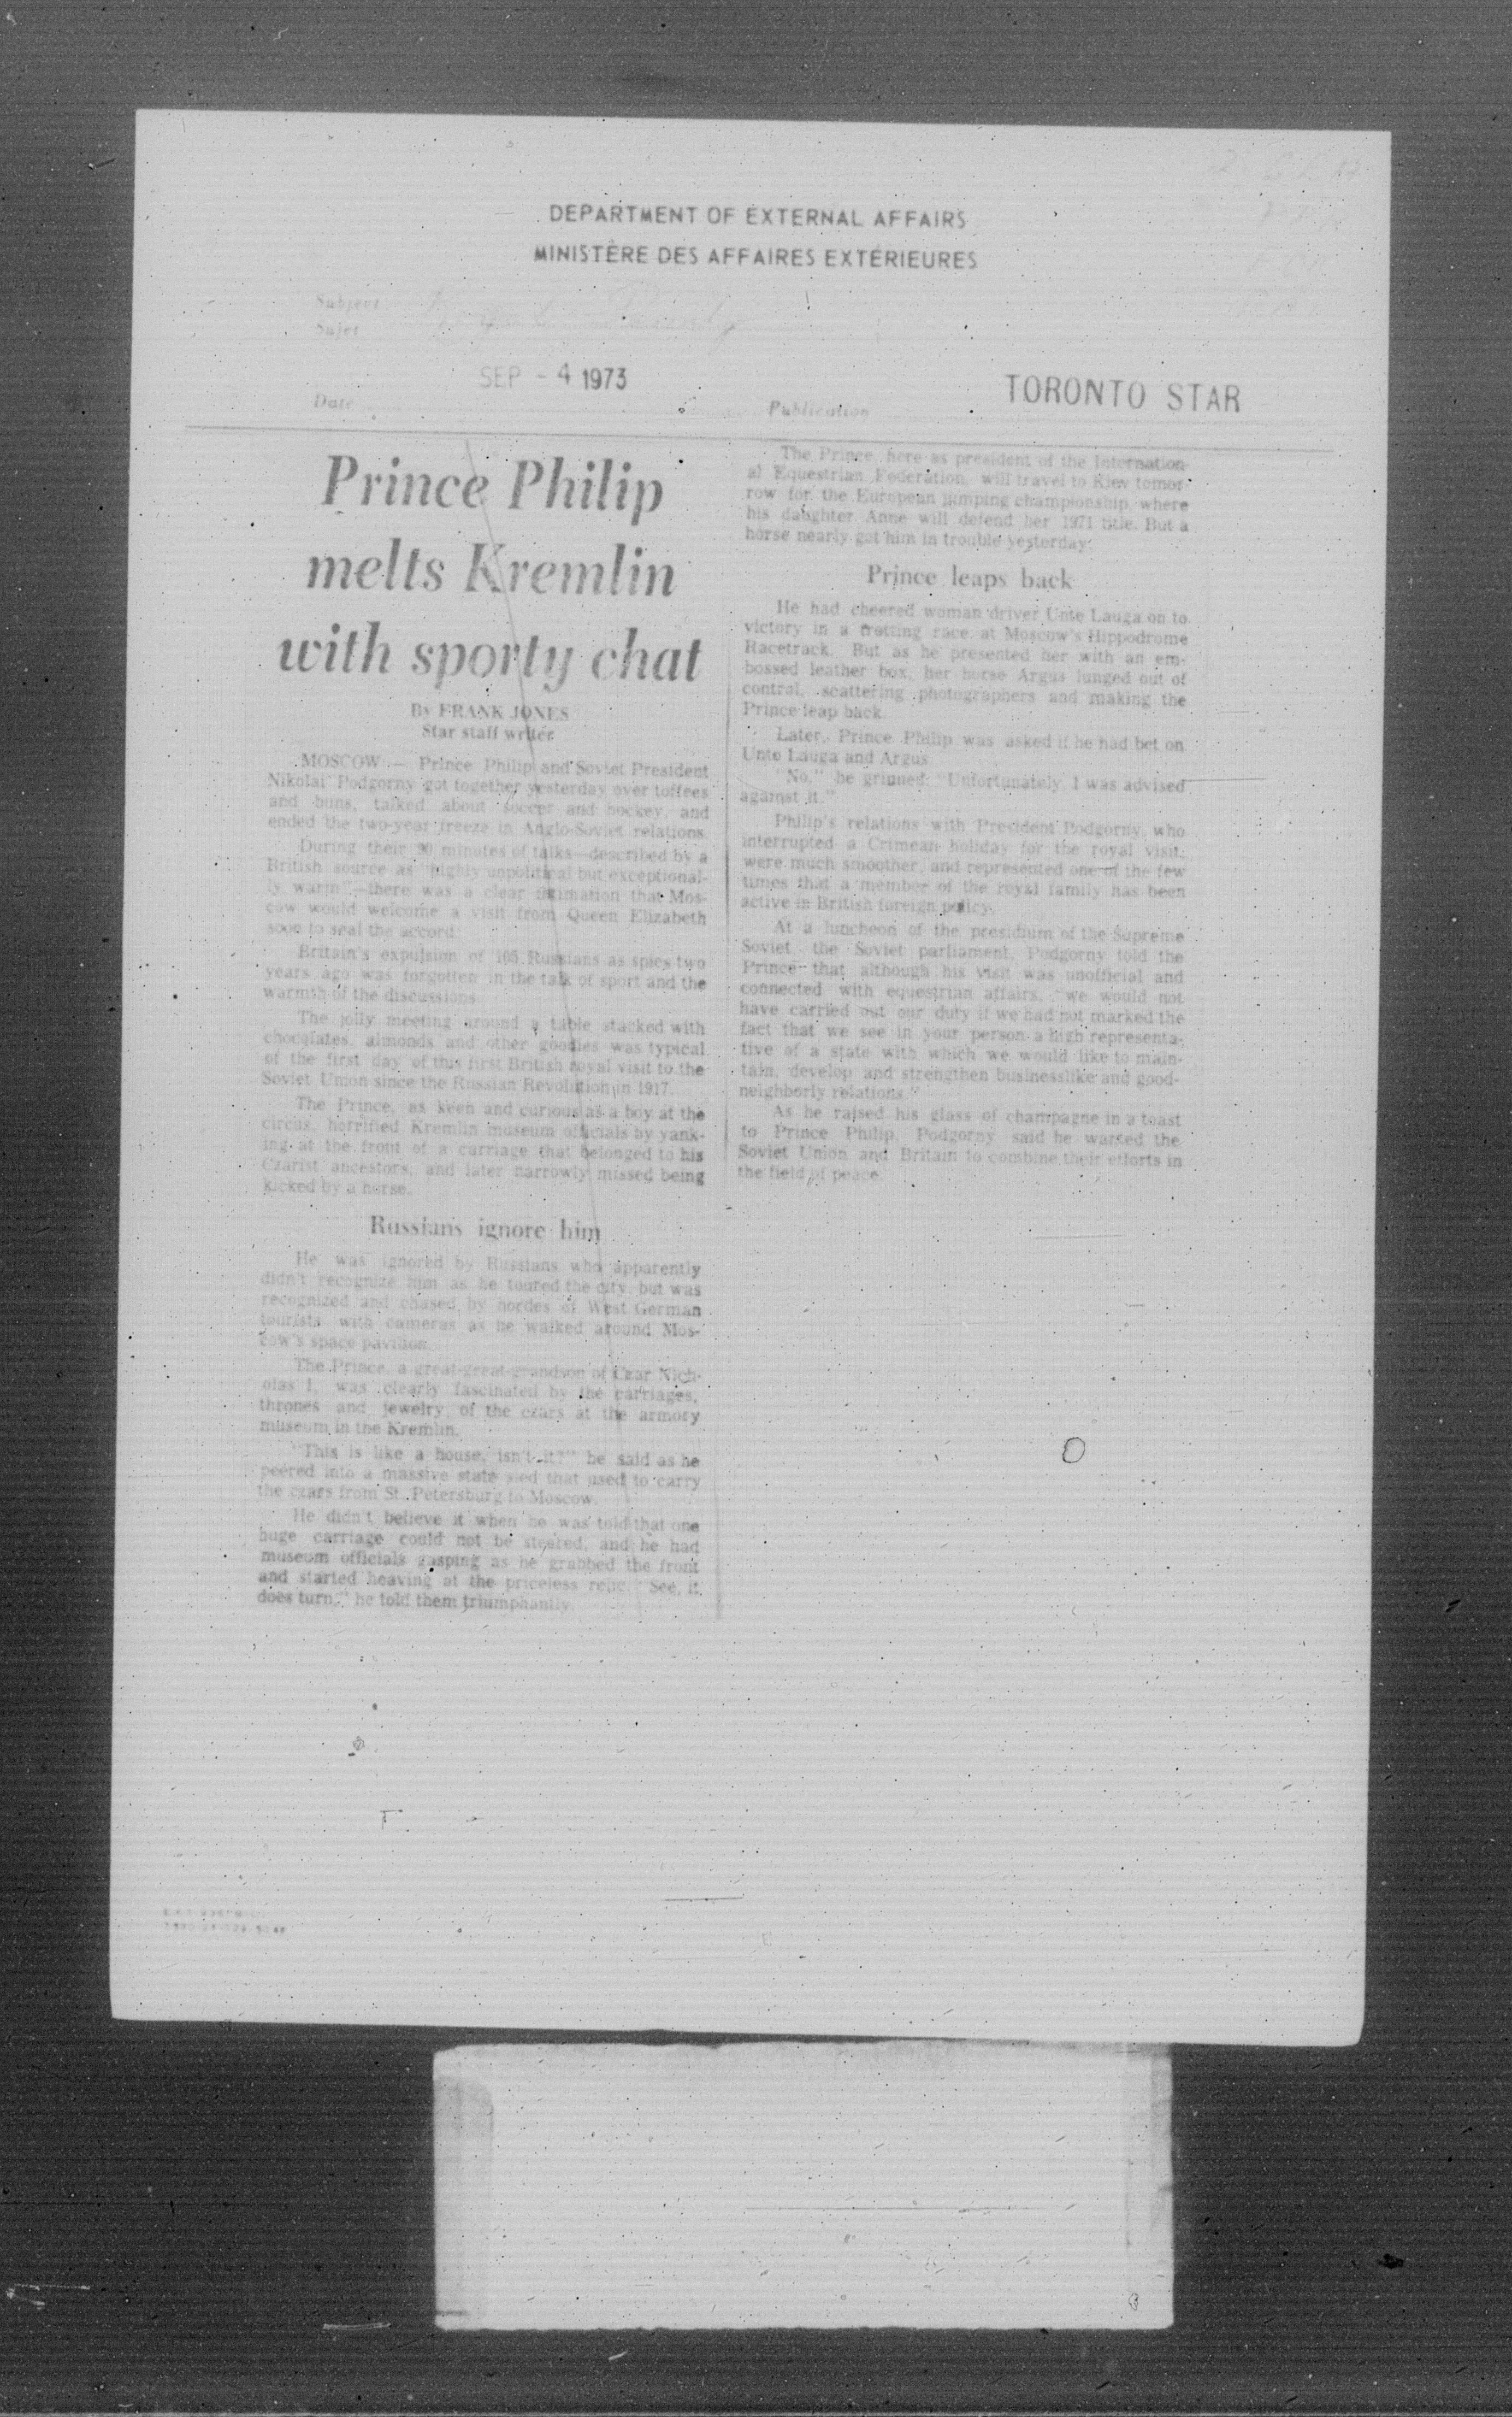 DEPARTMENT OF EXTERNAL AFFAIRS
MINISTÈRE DES AFFAIRES EXTÉRIEURES
Subject
Sujet
SEP - 4 1973
TORONTO STAR
Date
Publication
Prince Philip
melts Kremlin
with sporty chat
By FRANK JONES
Star staff writer
MOSCOW — Prince Philip and Soviet President
Nikolai Podgorny got together yesterday over toffees
and buns, talked about soccer and hockey, and
ended the two-year freeze in Anglo-Soviet relations.
During their 90 minutes of talks—described by a
British source as "highly unpolitical but exceptional-
ly warm"—there was a clear intimation that Mos-
cow would welcome a visit from Queen Elizabeth
soon to seal the accord.
Britain's expulsion of 105 Russians as spies two
years ago was forgotten in the talk of sport and the
warmth of the discussions.
The jolly meeting around a table stacked with
chocolates, almonds and other goodies was typical
of the first day of this first British royal visit to the
Soviet Union since the Russian Revolution in 1917.
The Prince, as keen and curious as a boy at the
circus, horrified Kremlin museum officials by yank-
ing at the front of a carriage that belonged to his
Czarist ancestors, and later narrowly missed being
kicked by a horse.
Russians ignore him
He was ignored by Russians who apparently
didn't recognize him as he toured the city, but was
recognized and chased by hordes of West German
tourists with cameras as he walked around Mos-
cow's space pavilion.
The Prince, a great-great-grandson of Czar Nich-
olas I, was clearly fascinated by the carriages,
thrones and jewelry of the czars at the armory
museum in the Kremlin.
"This is like a house, isn't it?" he said as he
peered into a massive state sled that used to carry
the czars from St. Petersburg to Moscow.
He didn't believe it when he was told that one
huge carriage could not be steered, and he had
museum officials gasping as he grabbed the front
and started heaving at the priceless relic. "See, it
does turn," he told them triumphantly.
The Prince, here as president of the Internation-
al Equestrian Federation, will travel to Kiev tomor-
row for the European jumping championship, where
his daughter Anne will defend her 1971 title. But a
horse nearly got him in trouble yesterday.
Prince leaps back
He had cheered woman driver Unte Lauga on to
victory in a trotting race at Moscow's Hippodrome
Racetrack. But as he presented her with an em-
bossed leather box, her horse Argus lunged out of
control, scattering photographers and making the
Prince leap back.
Later, Prince Philip was asked if he had bet on
Unto Lauga and Argus.
"No," he grinned. "Unfortunately, I was advised
against it."
Philip's relations with President Podgorny, who
interrupted a Crimean holiday for the royal visit,
were much smoother, and represented one of the few
times that a member of the royal family has been
active in British foreign policy.
At a luncheon of the presidium of the Supreme
Soviet, the Soviet parliament, Podgorny told the
Prince that although his visit was unofficial and
connected with equestrian affairs, "we would not
have carried out our duty if we had not marked the
fact that we see in your person a high representa-
tive of a state with which we would like to main-
tain, develop and strengthen businesslike and good-
neighborly relations."
As he raised his glass of champagne in a toast
to Prince Philip, Podgorny said he wanted the
Soviet Union and Britain to combine their efforts in
the field of peace.